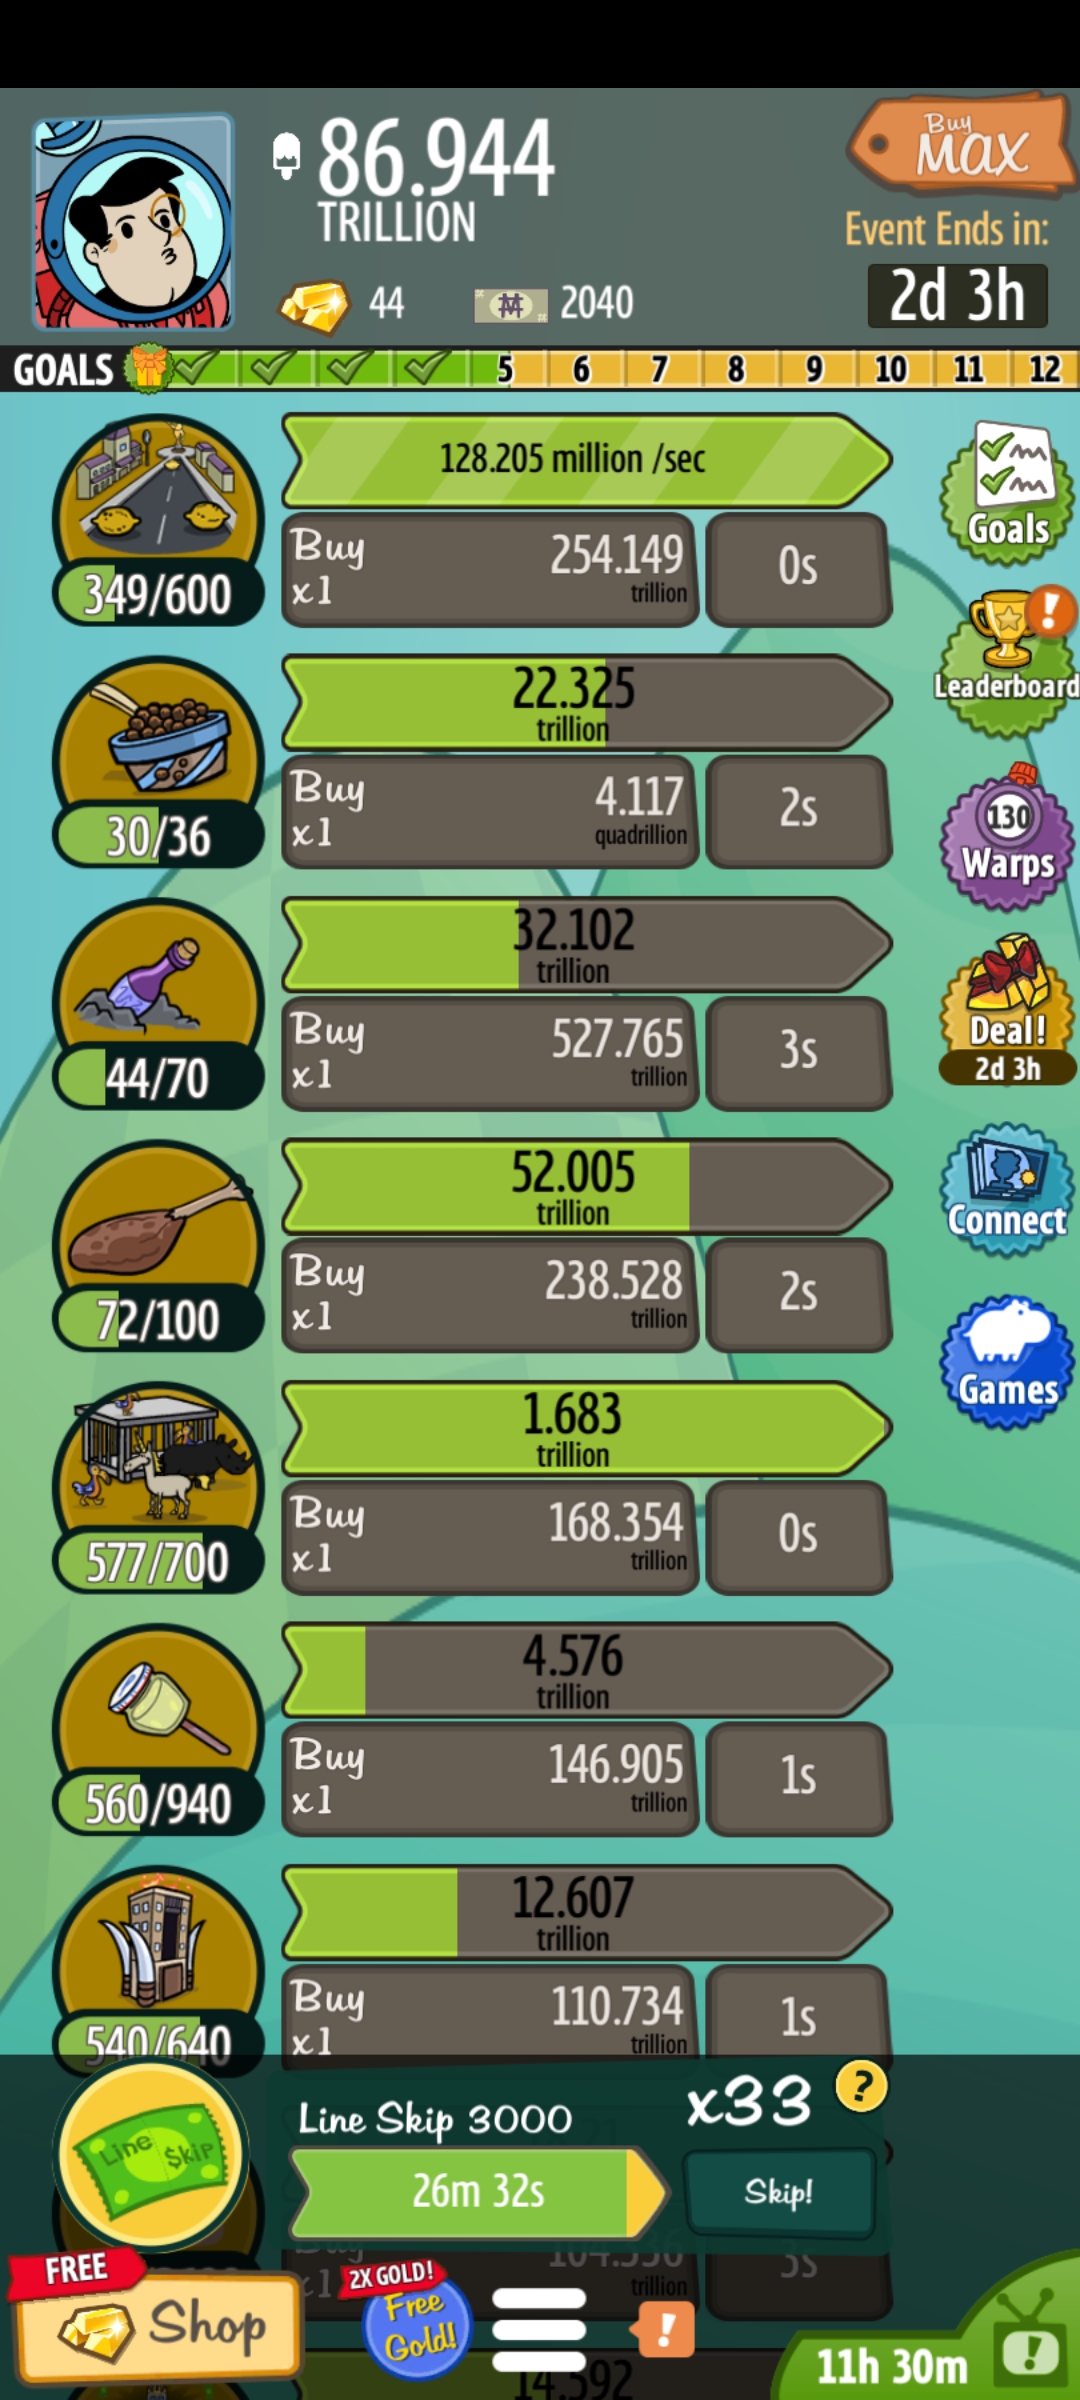 86.944
TRILLION
Buy
MAX
Event Ends in:
2d 3h
44
2040
GOALS 5 6 7 8 9 10 11 12
128.205 million /sec
Buy
x1
254.149
trillion
0s
349/600
Goals
Leaderboard
22.325
trillion
Buy
x1
4.117
quadrillion
2s
30/36
130
Warps
32.102
trillion
Buy
x1
527.765
trillion
3s
44/70
Deal!
2d 3h
52.005
trillion
Buy
x1
238.528
trillion
2s
72/100
Connect
1.683
trillion
Buy
x1
168.354
trillion
0s
577/700
Games
4.576
trillion
Buy
x1
146.905
trillion
1s
560/940
12.607
trillion
Buy
x1
110.734
trillion
1s
540/640
Line Skip
Line Skip 3000
x33
?
26m 32s
Skip!
Buy
x1
trillion
3s
FREE
Shop
2X GOLD!
Free
Gold!
!
11h 30m
!
14.592